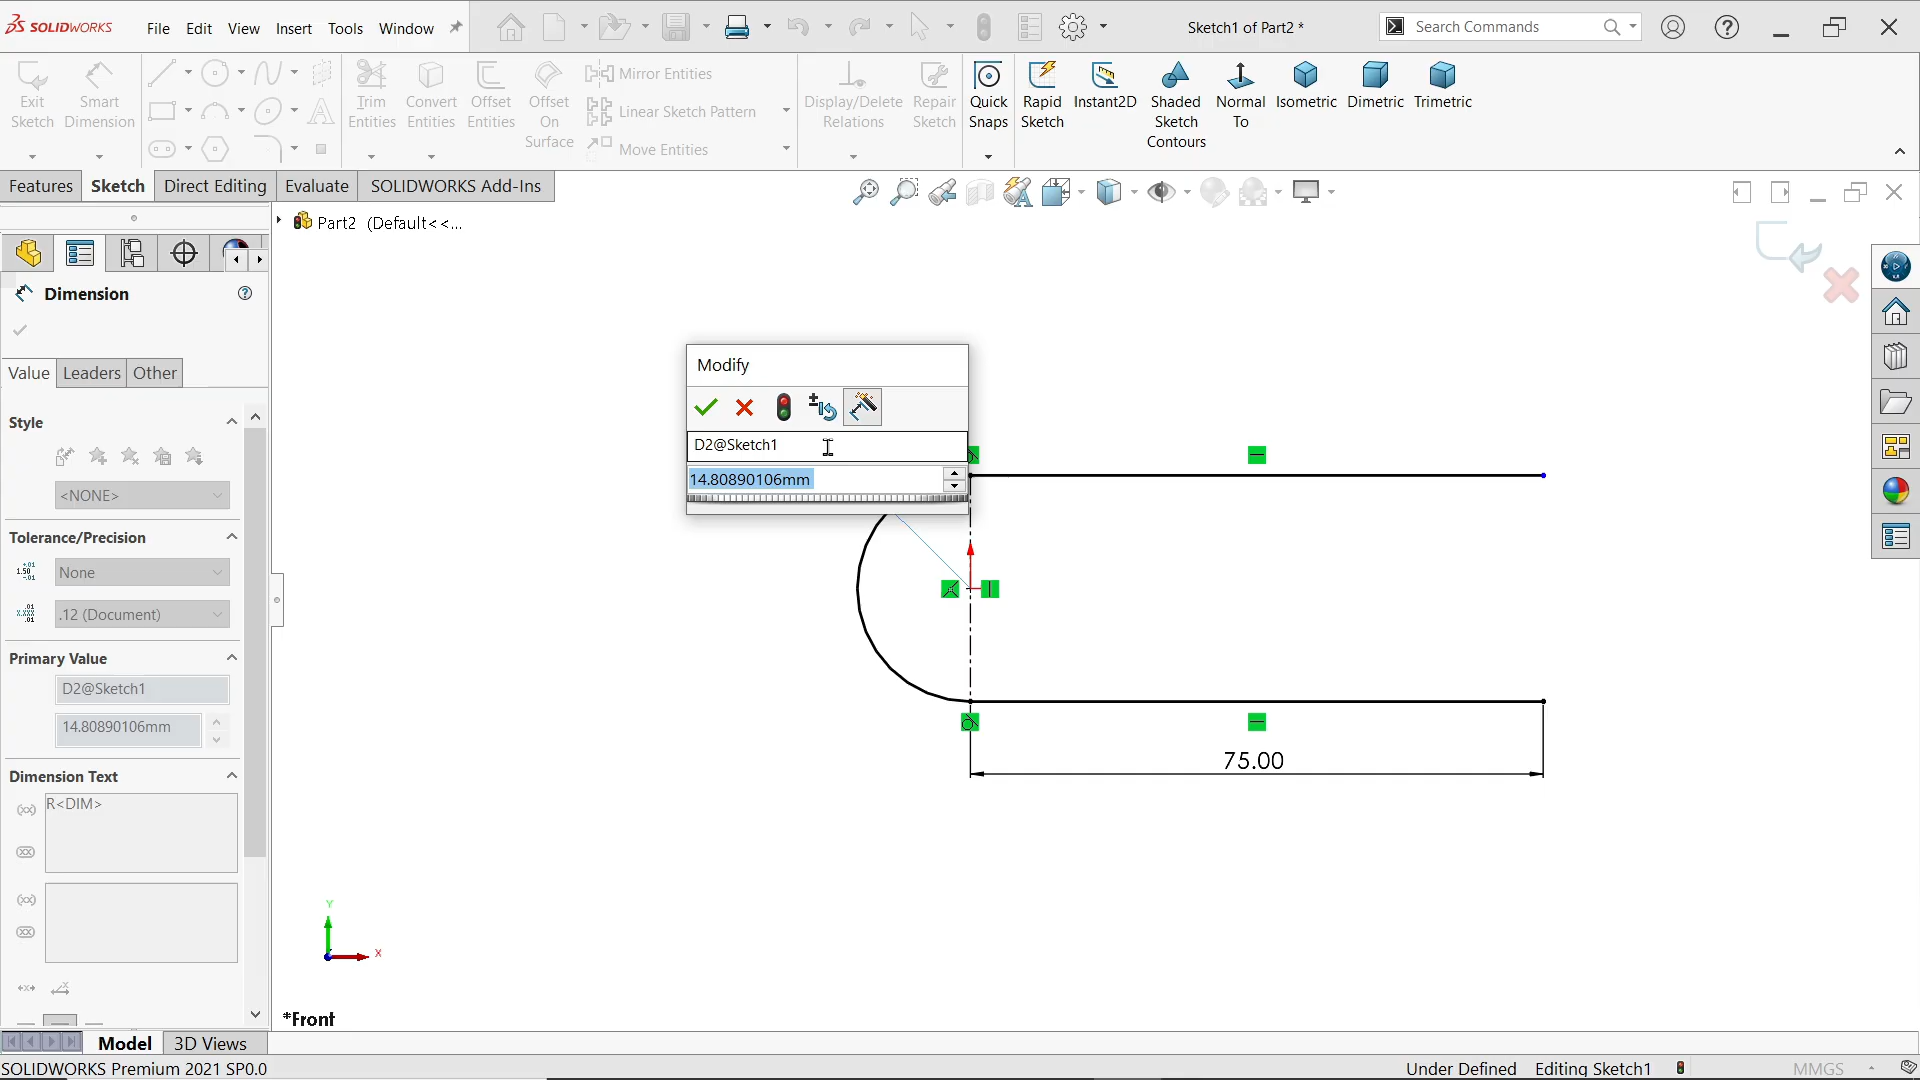 SOLIDWORKS File Edit View Insert Tools Window Sketch1 of Part2 * Search Commands
Exit Sketch
Smart Dimension
Trim Entities
Convert Entities
Offset Entities
Offset On Surface
Mirror Entities
Linear Sketch Pattern
Move Entities
Display/Delete Relations
Repair Sketch
Quick Snaps
Rapid Sketch
Instant2D
Shaded Sketch Contours
Normal To
Isometric
Dimetric
Trimetric
Features Sketch Direct Editing Evaluate SOLIDWORKS Add-Ins
Part2 (Default<<...
Dimension
Value Leaders Other
Style
<NONE>
Tolerance/Precision
None
.12 (Document)
Primary Value
D2@Sketch1
14.80890106mm
Dimension Text
R<DIM>
Modify
D2@Sketch1
14.80890106mm
75.00
Y
X
*Front
Model 3D Views
SOLIDWORKS Premium 2021 SP0.0 Under Defined Editing Sketch1 MMGS